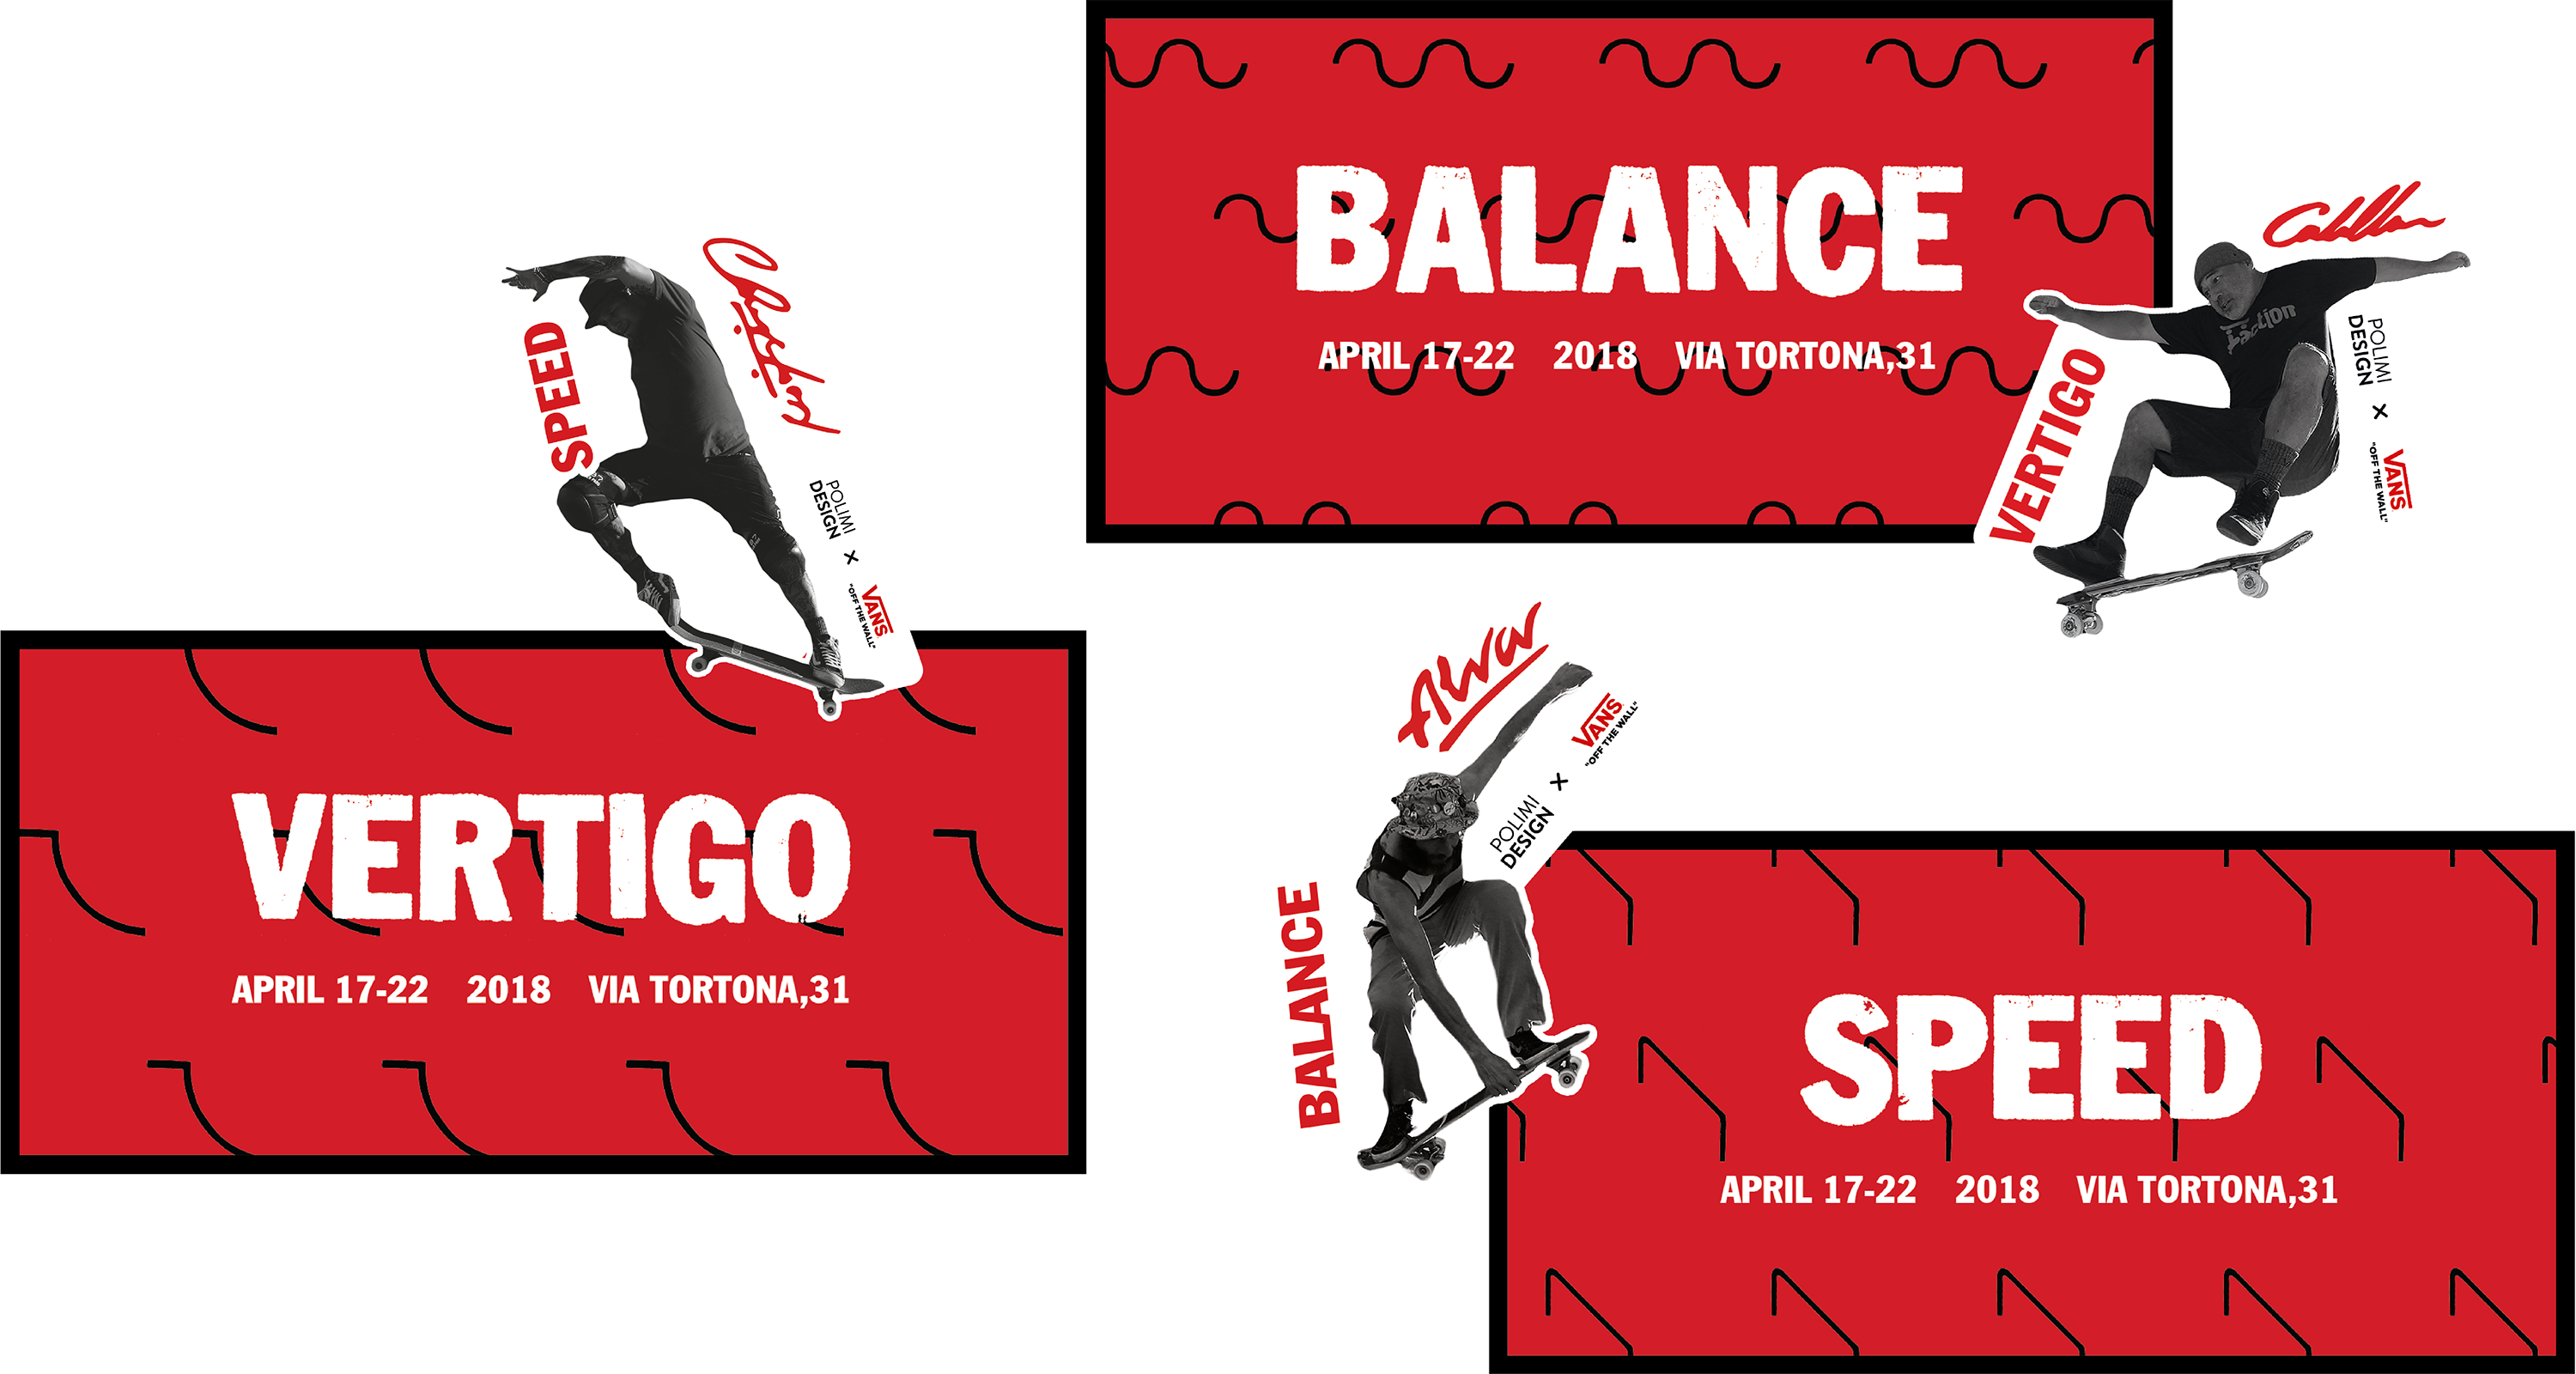 BALANCE
APRIL 17-22 2018 VIA TORTONA,31
Caballero
VERTIGO
POLIMI
DESIGN
X
VANS
"OFF THE WALL"
Christian
SPEED
POLIMI
DESIGN
X
VANS
"OFF THE WALL"
VERTIGO
APRIL 17-22 2018 VIA TORTONA,31
Alva
BALANCE
POLIMI
DESIGN
X
VANS
"OFF THE WALL"
SPEED
APRIL 17-22 2018 VIA TORTONA,31